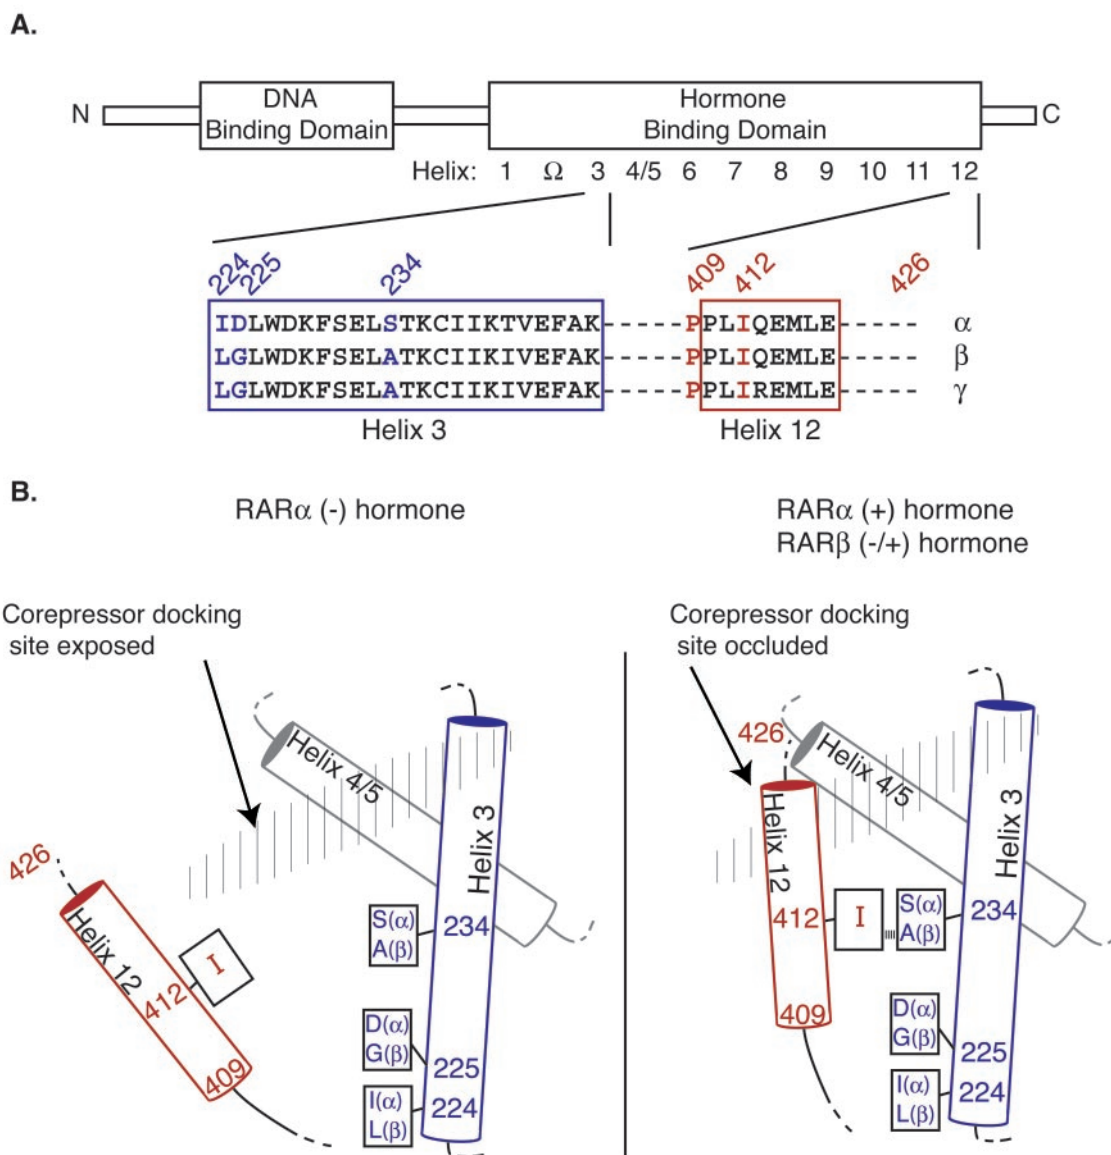 A.
N
DNA
Binding Domain
Hormone
Binding Domain
C
Helix: 1 Ω 3 4/5 6 7 8 9 10 11 12
224 225 234 409 412 426
IDLWDKFSELSTKCIIKTVEFAK------PPLIQEMLE----- α
LGLWDKFSELATKCIIKIVEFAK------PPLIQEMLE----- β
LGLWDKFSELATKCIIKIVEFAK------PPLIREMLE----- γ
Helix 3 Helix 12
B.
RARα (-) hormone
RARα (+) hormone
RARβ (-/+) hormone
Corepressor docking
site exposed
Helix 4/5
Helix 3
426
Helix 12
412
I
409
S(α)
A(β)
234
D(α)
G(β)
225
I(α)
L(β)
224
Corepressor docking
site occluded
426
Helix 4/5
Helix 3
Helix 12
412
I
S(α)
A(β)
234
409
D(α)
G(β)
225
I(α)
L(β)
224